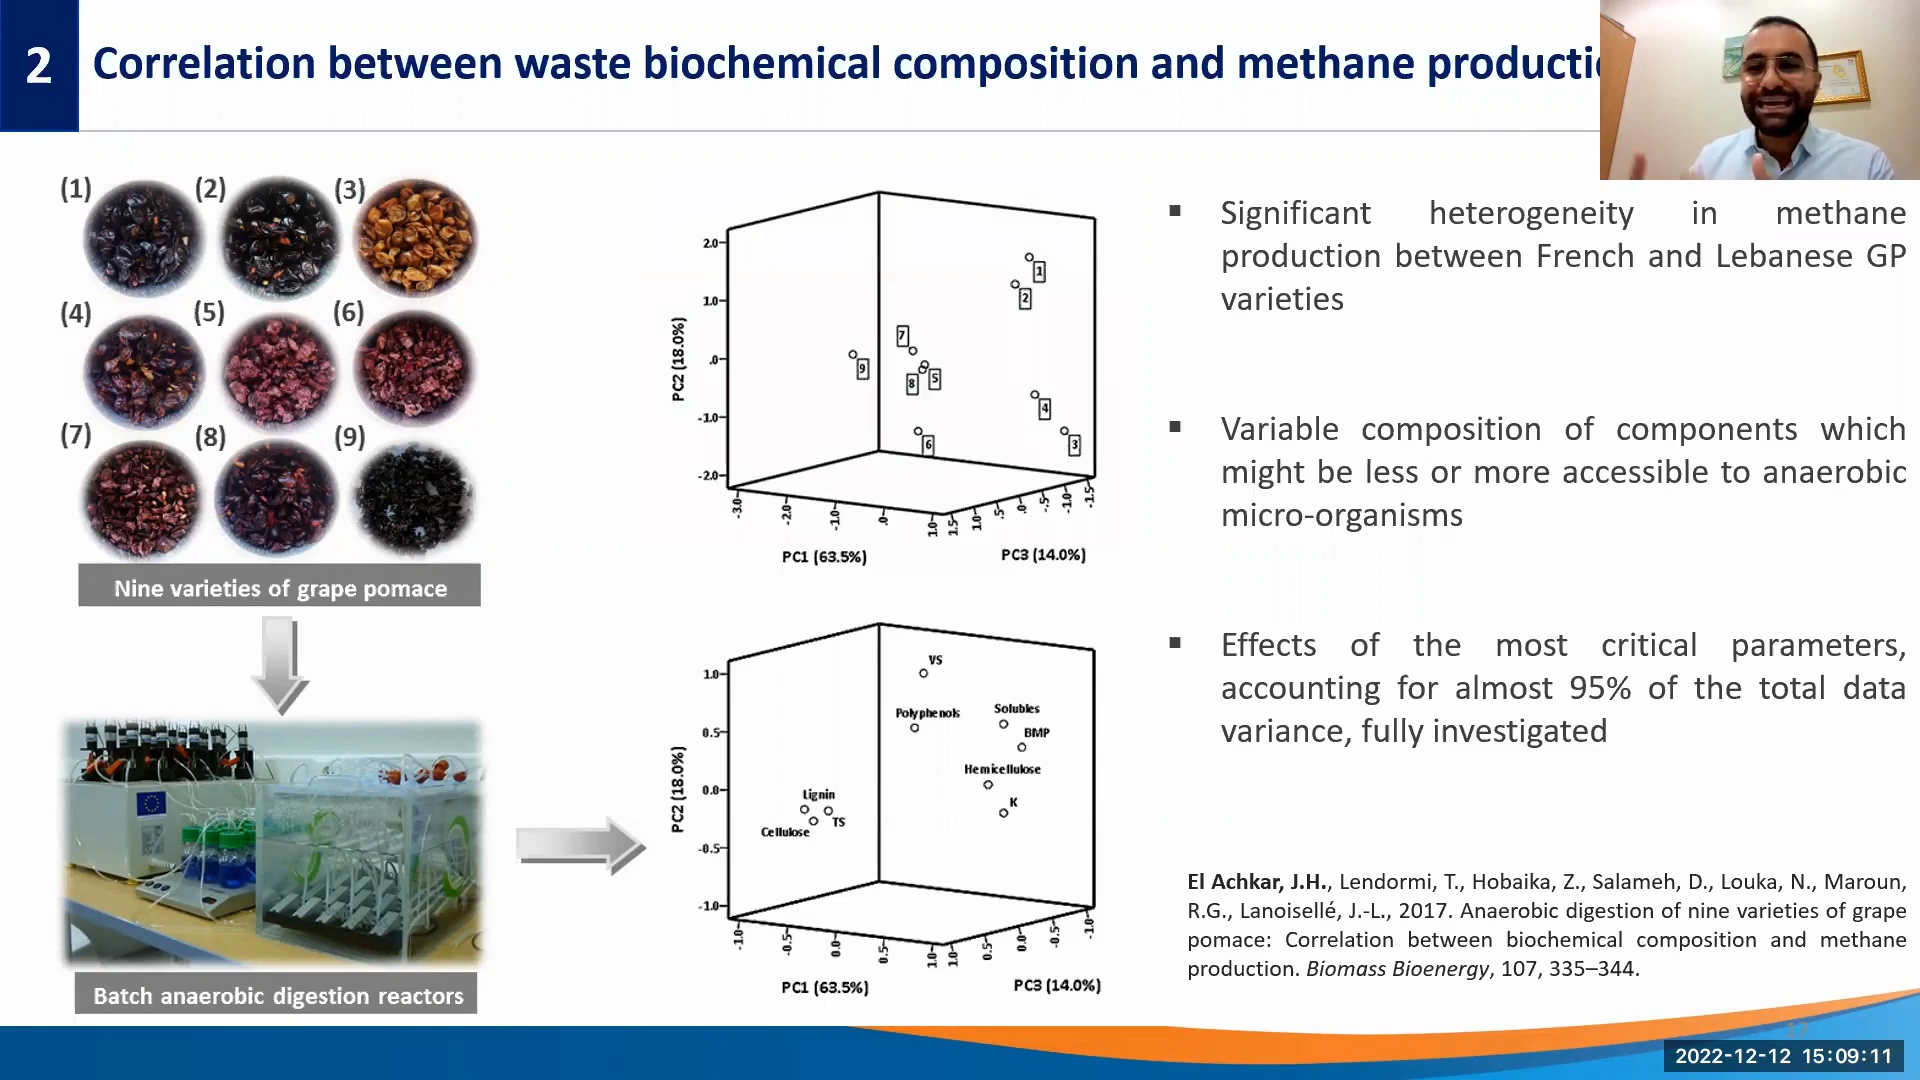 2
Correlation between waste biochemical composition and methane producti
(1)
(2)
(3)
(4)
(5)
(6)
(7)
(8)
(9)
Nine varieties of grape pomace
Batch anaerobic digestion reactors
PC2 (18.0%)
2.0
1.0
.0
-1.0
-2.0
1
2
7
9
8
5
4
6
3
-3.0
-2.0
-1.0
.0
1.0
1.5
1.0
.5
.0
-.5
-1.0
-1.5
PC1 (63.5%)
PC3 (14.0%)
PC2 (18.0%)
1.0
0.5
0.0
-0.5
-1.0
VS
Polyphenols
Solubles
BMP
Hemicellulose
K
Lignin
TS
Cellulose
-1.0
-0.5
0.0
0.5
1.0
1.0
0.5
0.0
-0.5
-1.0
PC1 (63.5%)
PC3 (14.0%)
▪ Significant heterogeneity in methane
production between French and Lebanese GP
varieties
▪ Variable composition of components which
might be less or more accessible to anaerobic
micro-organisms
▪ Effects of the most critical parameters,
accounting for almost 95% of the total data
variance, fully investigated
El Achkar, J.H., Lendormi, T., Hobaika, Z., Salameh, D., Louka, N., Maroun,
R.G., Lanoisellé, J.-L., 2017. Anaerobic digestion of nine varieties of grape
pomace: Correlation between biochemical composition and methane
production. Biomass Bioenergy, 107, 335–344.
2022-12-12 15:09:11